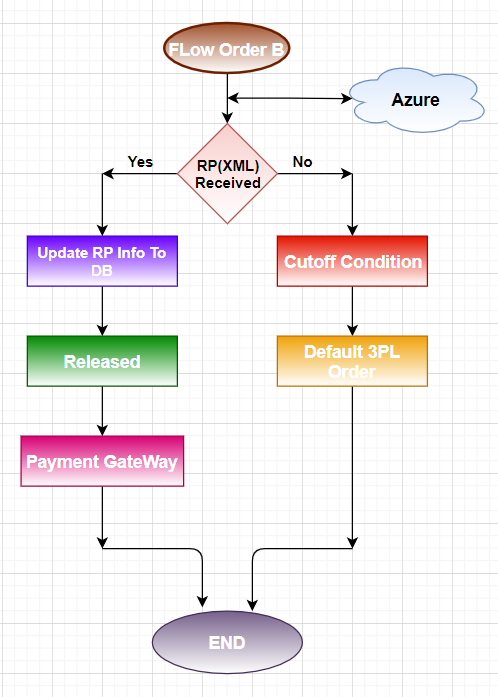 FLow Order B
Azure
RP(XML)
Received
Yes
No
Update RP Info To
DB
Cutoff Condition
Released
Default 3PL
Order
Payment GateWay
END